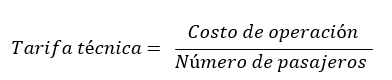 Tarifa técnica = Costo de operación / Número de pasajeros